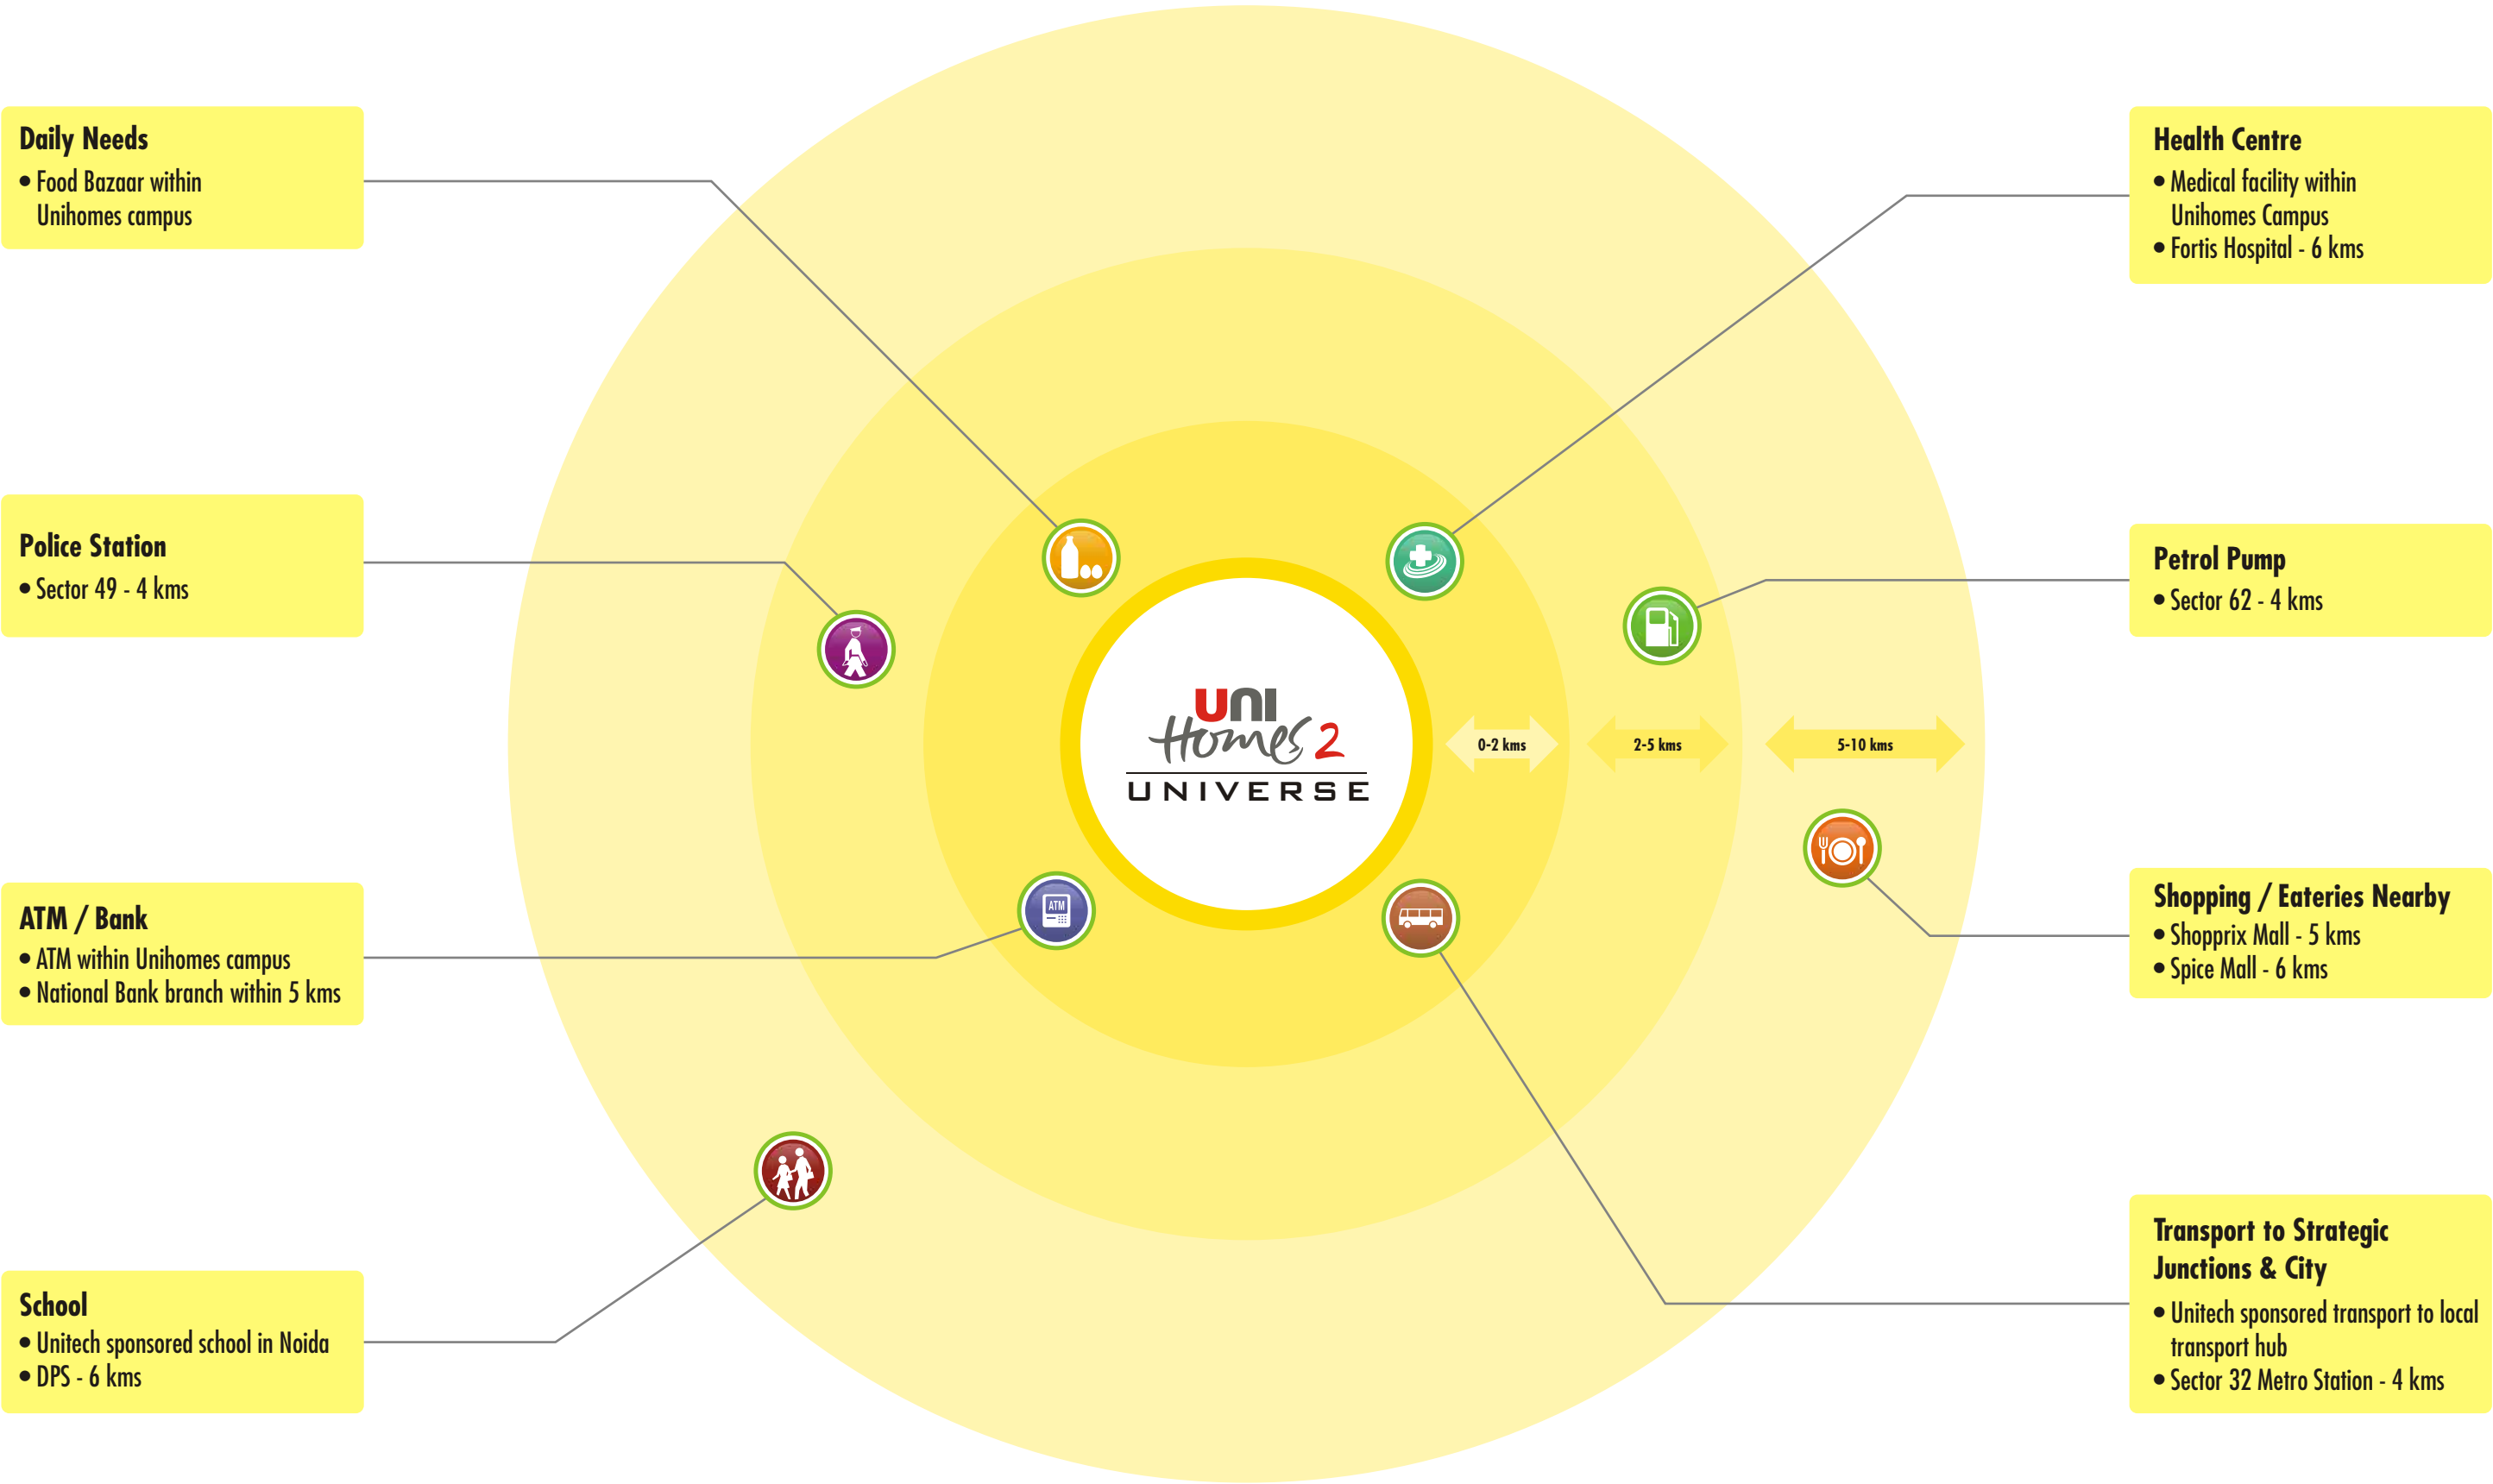 Daily Needs
• Food Bazaar within
Unihomes campus
Police Station
• Sector 49 - 4 kms
ATM / Bank
• ATM within Unihomes campus
• National Bank branch within 5 kms
School
• Unitech sponsored school in Noida
• DPS - 6 kms
UNI
Homes 2
UNIVERSE
ATM
0-2 kms
2-5 kms
5-10 kms
Health Centre
• Medical facility within
Unihomes Campus
• Fortis Hospital - 6 kms
Petrol Pump
• Sector 62 - 4 kms
Shopping / Eateries Nearby
• Shopprix Mall - 5 kms
• Spice Mall - 6 kms
Transport to Strategic
Junctions & City
• Unitech sponsored transport to local
transport hub
• Sector 32 Metro Station - 4 kms